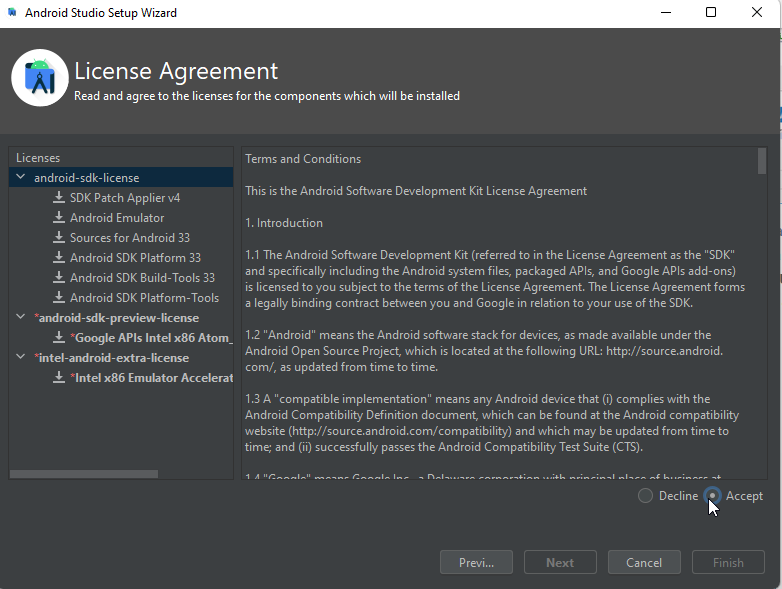 Android Studio Setup Wizard
License Agreement
Read and agree to the licenses for the components which will be installed
Licenses
android-sdk-license
SDK Patch Applier v4
Android Emulator
Sources for Android 33
Android SDK Platform 33
Android SDK Build-Tools 33
Android SDK Platform-Tools
*android-sdk-preview-license
*Google APIs Intel x86 Atom_
*intel-android-extra-license
*Intel x86 Emulator Accelerat
Terms and Conditions
This is the Android Software Development Kit License Agreement
1. Introduction
1.1 The Android Software Development Kit (referred to in the License Agreement as the "SDK"
and specifically including the Android system files, packaged APIs, and Google APIs add-ons)
is licensed to you subject to the terms of the License Agreement. The License Agreement forms
a legally binding contract between you and Google in relation to your use of the SDK.
1.2 "Android" means the Android software stack for devices, as made available under the
Android Open Source Project, which is located at the following URL: http://source.android.
com/, as updated from time to time.
1.3 A "compatible implementation" means any Android device that (i) complies with the
Android Compatibility Definition document, which can be found at the Android compatibility
website (http://source.android.com/compatibility) and which may be updated from time to
time; and (ii) successfully passes the Android Compatibility Test Suite (CTS).
1.4 "Google" means Google Inc., a Delaware corporation with principal place of business at
Decline
Accept
Previ...
Next
Cancel
Finish